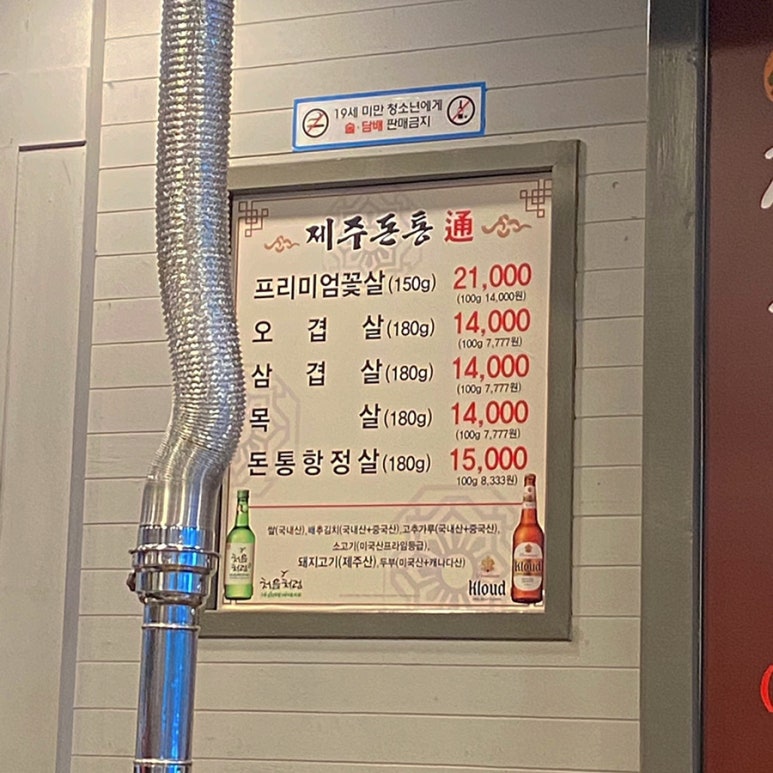 19세 미만 청소년에게
술·담배 판매금지
제주돈통 通
프리미엄꽃살(150g) 21,000
(100g 14,000원)
오겹살(180g) 14,000
(100g 7,777원)
삼겹살(180g) 14,000
(100g 7,777원)
목살(180g) 14,000
(100g 7,777원)
돈통항정살(180g) 15,000
100g 8,333원)
쌀(국내산),배추김치(국내산+중국산),고추가루(국내산+중국산),
소고기(미국산프라임등급),
돼지고기(제주산),두부(미국산+캐나다산)
처음처럼
처음처럼
Kloud
Kloud